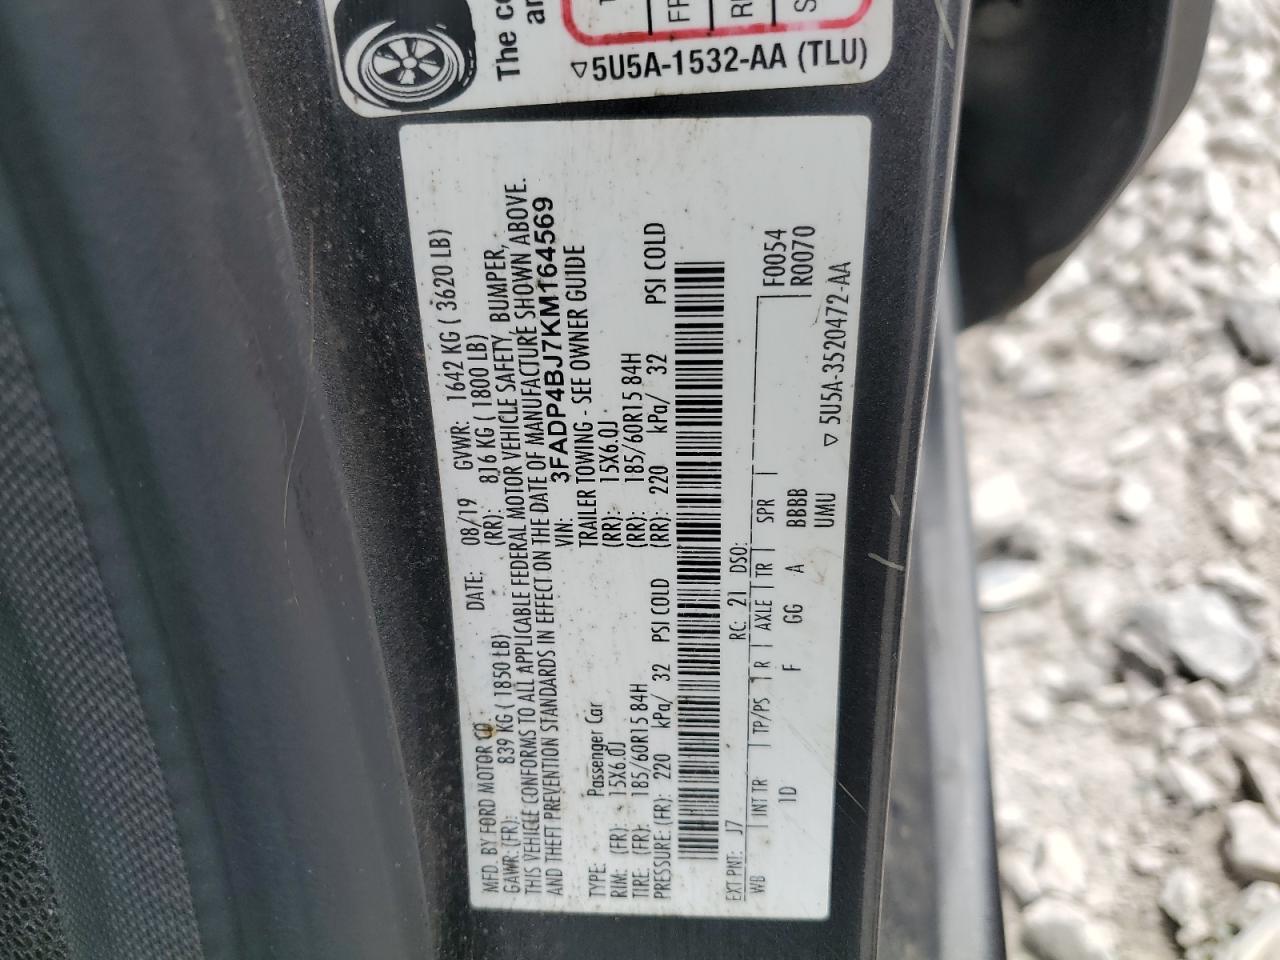 The co
an
FR
5U5A-1532-AA (TLU)
MFD. BY FORD MOTOR CO. DATE: 08/19 GVWR: 1642 KG ( 3620 LB)
GAWR: (FR): 839 KG ( 1850 LB) (RR): 816 KG ( 1800 LB)
THIS VEHICLE CONFORMS TO ALL APPLICABLE FEDERAL MOTOR VEHICLE SAFETY, BUMPER,
AND THEFT PREVENTION STANDARDS IN EFFECT ON THE DATE OF MANUFACTURE SHOWN ABOVE.
VIN: 3FADP4BJ7KM164569
TYPE: Passenger Car TRAILER TOWING - SEE OWNER GUIDE
RIM: (FR): 15X6.0J (RR): 15X6.0J
TIRE: (FR): 185/60R15 84H (RR): 185/60R15 84H
PRESSURE: (FR): 220 kPa/ 32 PSI COLD (RR): 220 kPa/ 32 PSI COLD
EXT PNT: J7 RC: 21 DSO:
WB INT TR TP/PS R AXLE TR SPR F0054
1D F GG A BBBB R0070
UMU
5U5A-3520472-AA